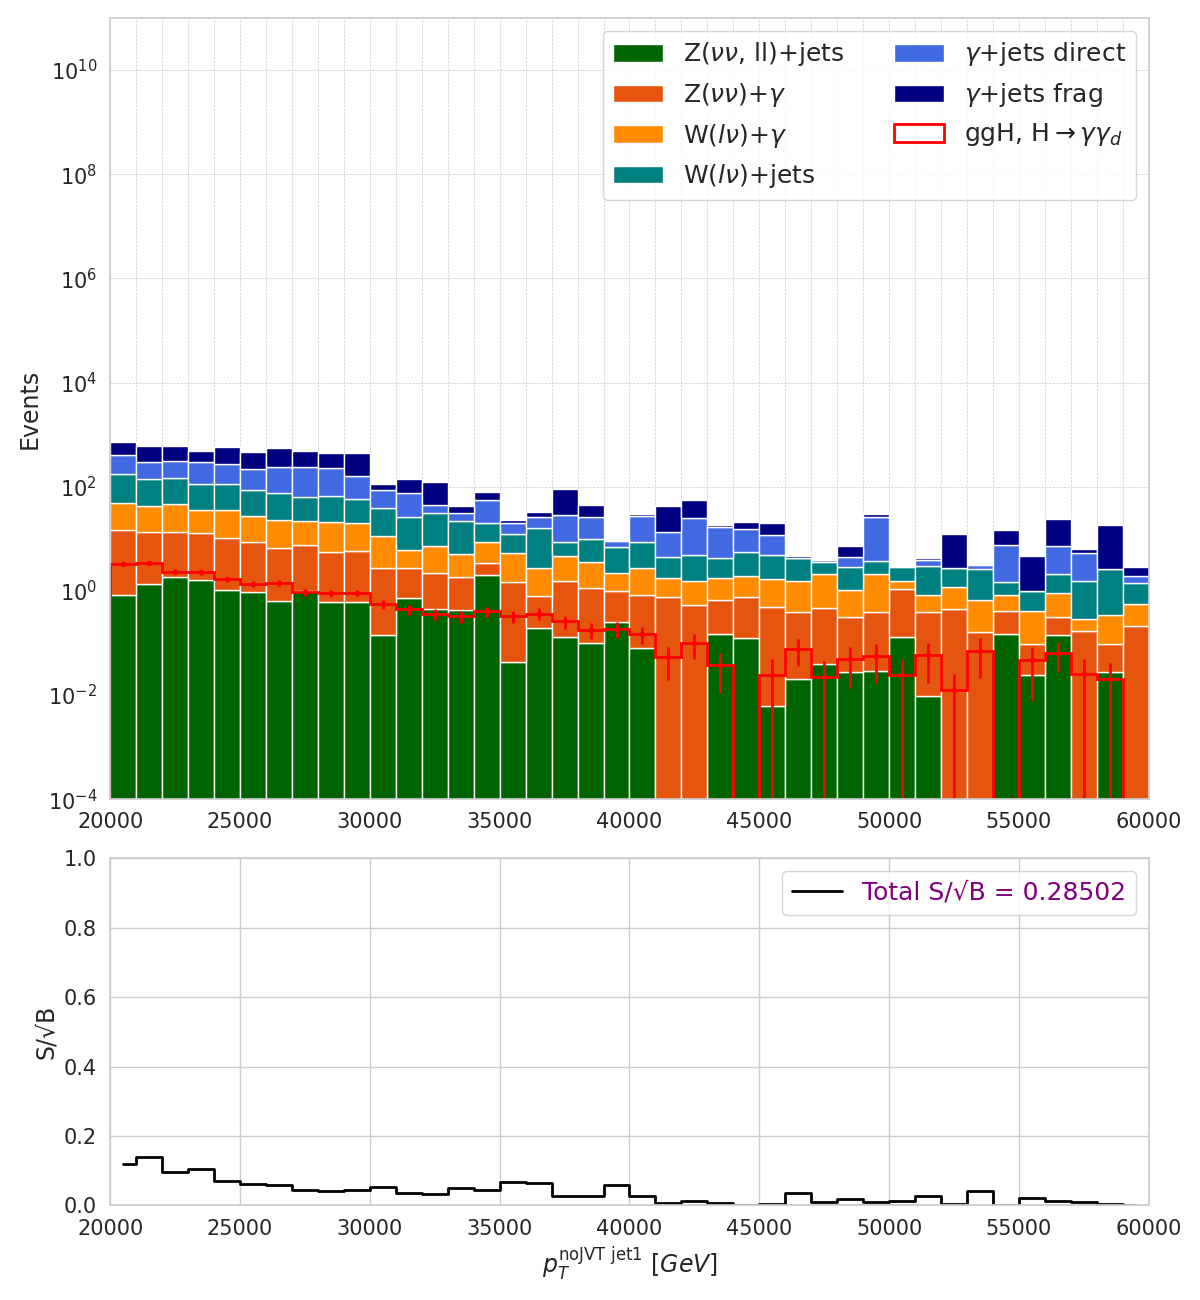 Z(νν, ll)+jets
Z(νν)+γ
W(lν)+γ
W(lν)+jets
γ+jets direct
γ+jets frag
ggH, H→γγ_d
Events
10^10
10^8
10^6
10^4
10^2
10^0
10^−2
10^−4
20000 25000 30000 35000 40000 45000 50000 55000 60000
Total S/√B = 0.28502
S/√B
1.0
0.8
0.6
0.4
0.2
0.0
20000 25000 30000 35000 40000 45000 50000 55000 60000
p_T^noJVT jet1 [GeV]